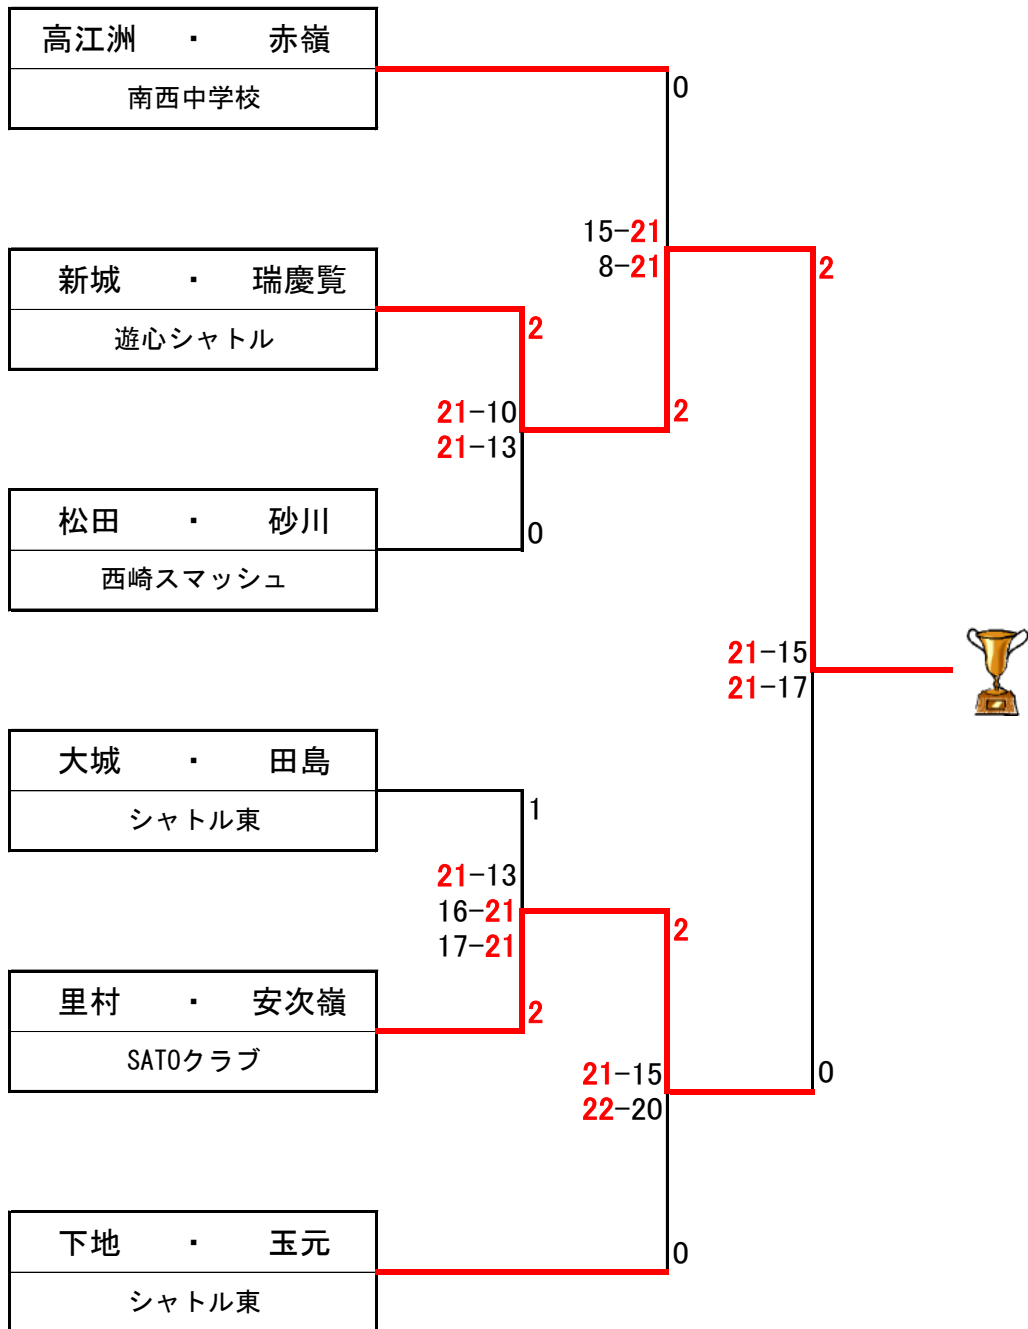 高江洲 ・ 赤嶺
南西中学校
0
15-21
8-21
2
新城 ・ 瑞慶覧
遊心シャトル
2
21-10
21-13
2
松田 ・ 砂川
西崎スマッシュ
0
21-15
21-17
大城 ・ 田島
シャトル東
1
21-13
16-21
17-21
2
里村 ・ 安次嶺
SATOクラブ
2
21-15
22-20
0
下地 ・ 玉元
シャトル東
0